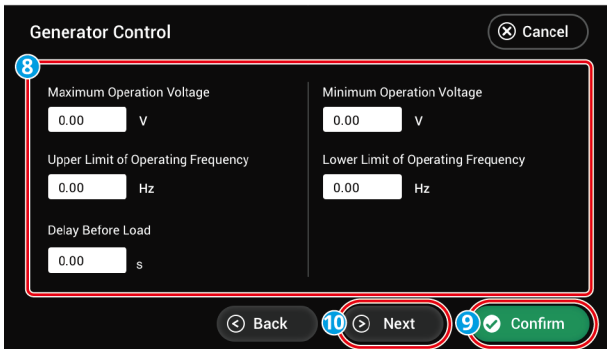 Generator Control
Cancel
8
Maximum Operation Voltage
0.00 V
Minimum Operation Voltage
0.00 V
Upper Limit of Operating Frequency
0.00 Hz
Lower Limit of Operating Frequency
0.00 Hz
Delay Before Load
0.00 s
Back
10 Next
9 Confirm